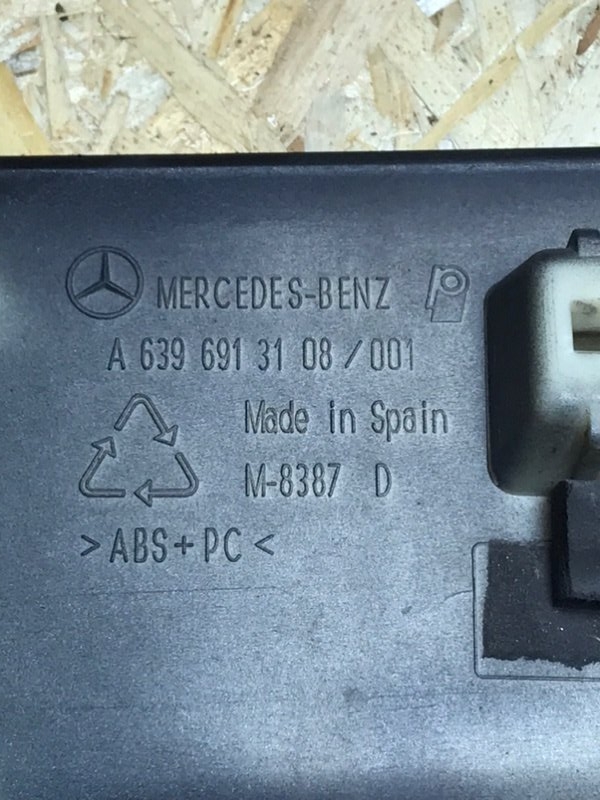 MERCEDES-BENZ
A 639 691 31 08 / 001
Made in Spain
M-8387 D
>ABS+PC<